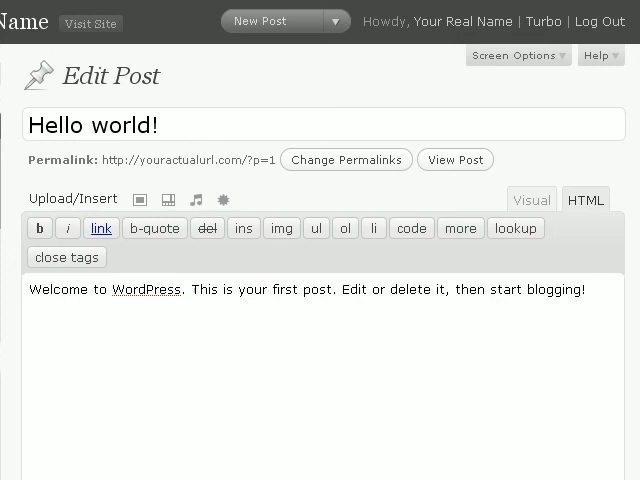 Name Visit Site New Post Howdy, Your Real Name | Turbo | Log Out
Screen Options Help
Edit Post
Hello world!
Permalink: http://youractualurl.com/?p=1 Change Permalinks View Post
Upload/Insert Visual HTML
b i link b-quote del ins img ul ol li code more lookup
close tags
Welcome to WordPress. This is your first post. Edit or delete it, then start blogging!